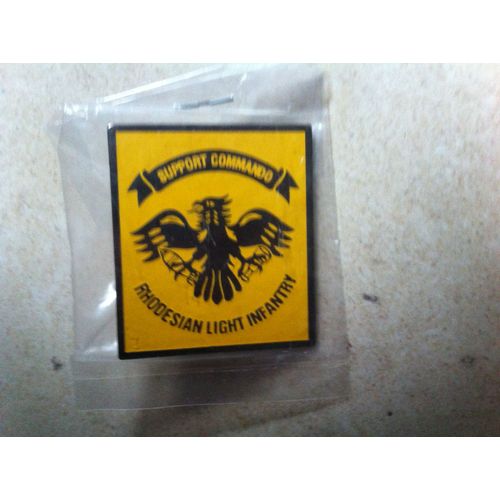 SUPPORT COMMANDO
RHODESIAN LIGHT INFANTRY